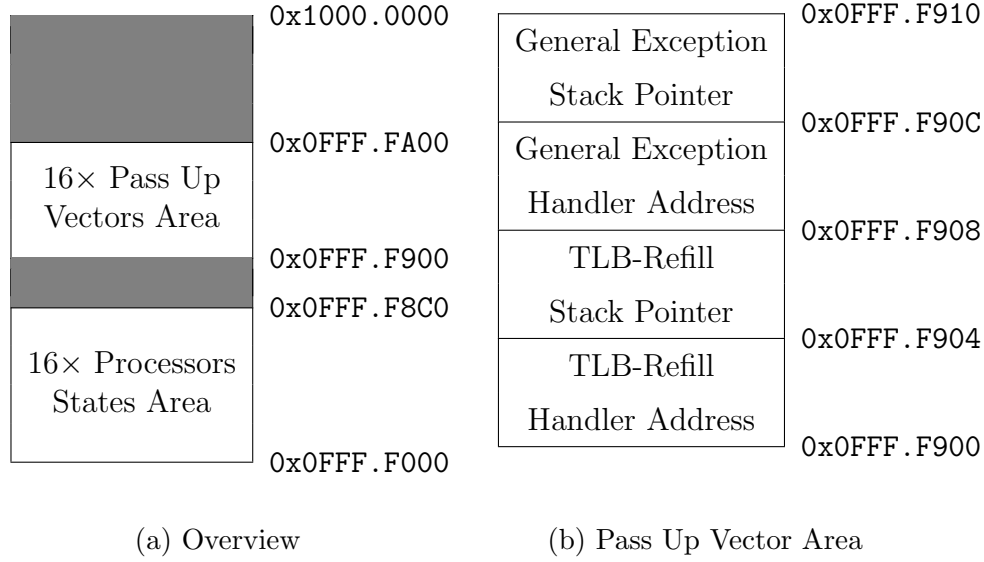 0x1000.0000
0x0FFF.FA00
16× Pass Up
Vectors Area
0x0FFF.F900
0x0FFF.F8C0
16× Processors
States Area
0x0FFF.F000
(a) Overview
0x0FFF.F910
General Exception
Stack Pointer
0x0FFF.F90C
General Exception
Handler Address
0x0FFF.F908
TLB-Refill
Stack Pointer
0x0FFF.F904
TLB-Refill
Handler Address
0x0FFF.F900
(b) Pass Up Vector Area